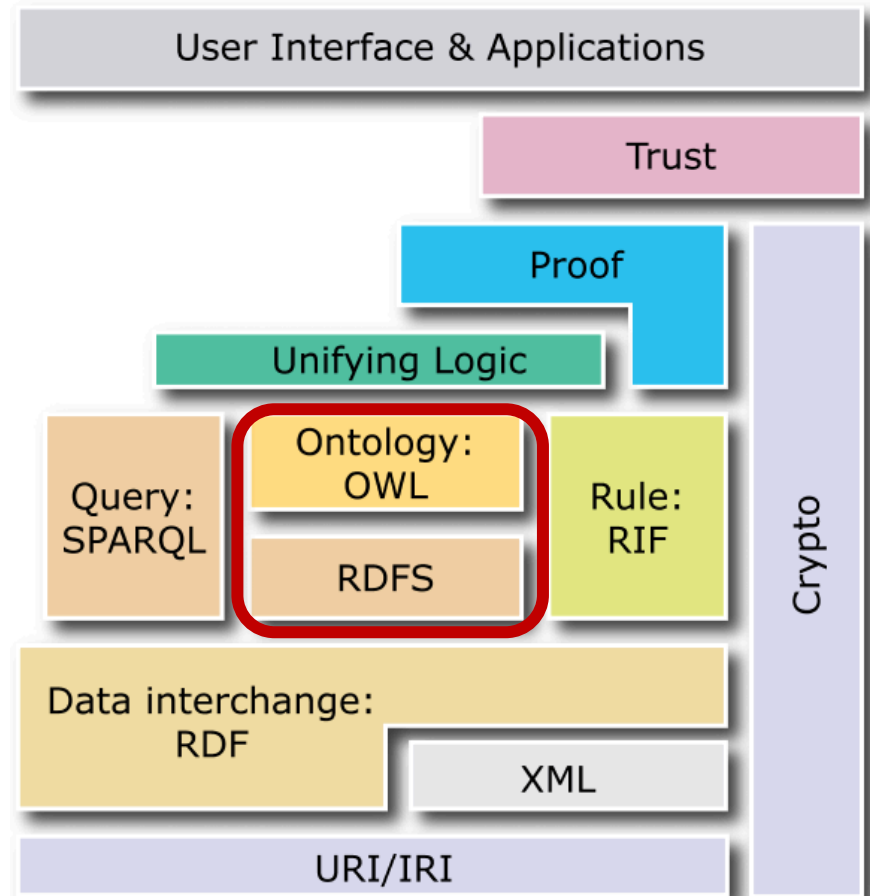 User Interface & Applications
Trust
Proof
Unifying Logic
Ontology:
OWL
Query:
SPARQL
Rule:
RIF
RDFS
Crypto
Data interchange:
RDF
XML
URI/IRI